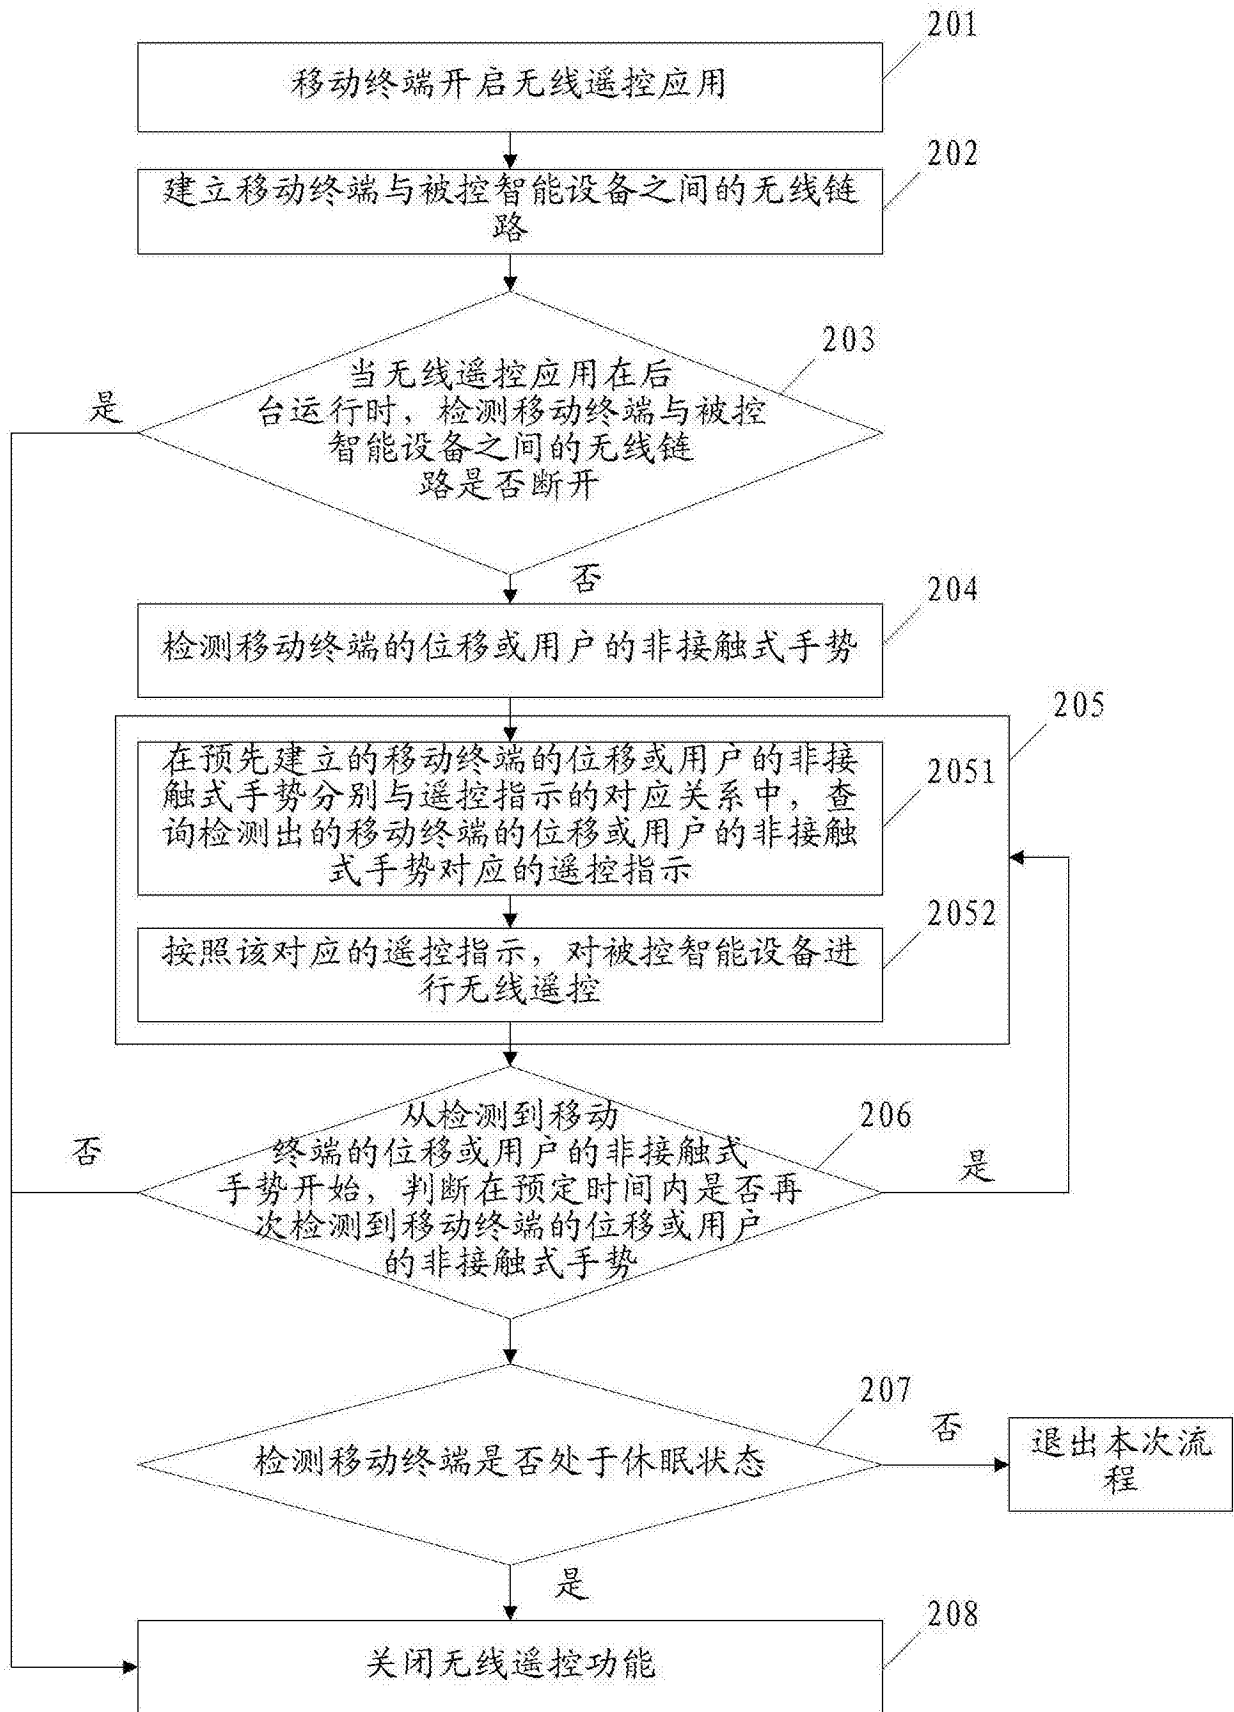 201
移动终端开启无线遥控应用
202
建立移动终端与被控智能设备之间的无线链
路
203
当无线遥控应用在后
台运行时，检测移动终端与被控
智能设备之间的无线链
路是否断开
是
否
204
检测移动终端的位移或用户的非接触式手势
205
在预先建立的移动终端的位移或用户的非接
触式手势分别与遥控指示的对应关系中，查
询检测出的移动终端的位移或用户的非接触
式手势对应的遥控指示
2051
2052
按照该对应的遥控指示，对被控智能设备进
行无线遥控
206
从检测到移动
终端的位移或用户的非接触式
手势开始，判断在预定时间内是否再
次检测到移动终端的位移或用户
的非接触式手势
否
是
207
检测移动终端是否处于休眠状态
否
退出本次流
程
是
208
关闭无线遥控功能